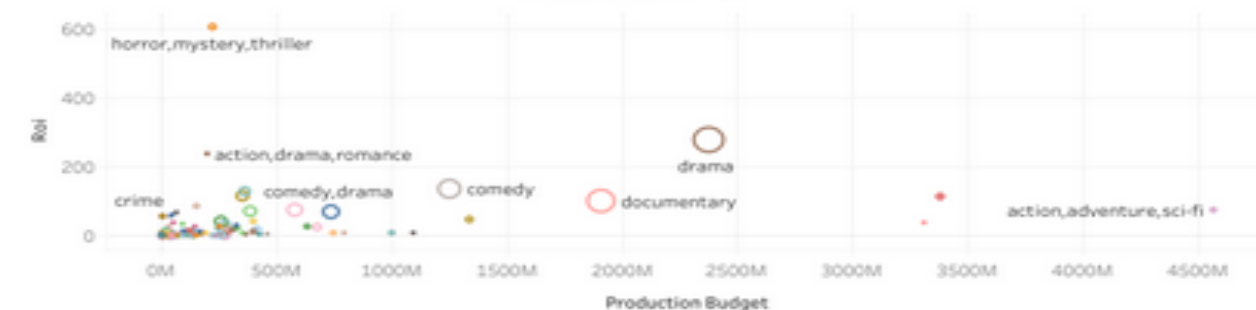 600
horror,mystery,thriller
400
Roi
200
action,drama,romance
drama
crime
comedy,drama
comedy
documentary
action,adventure,sci-fi
0
0M 500M 1000M 1500M 2000M 2500M 3000M 3500M 4000M 4500M
Production Budget